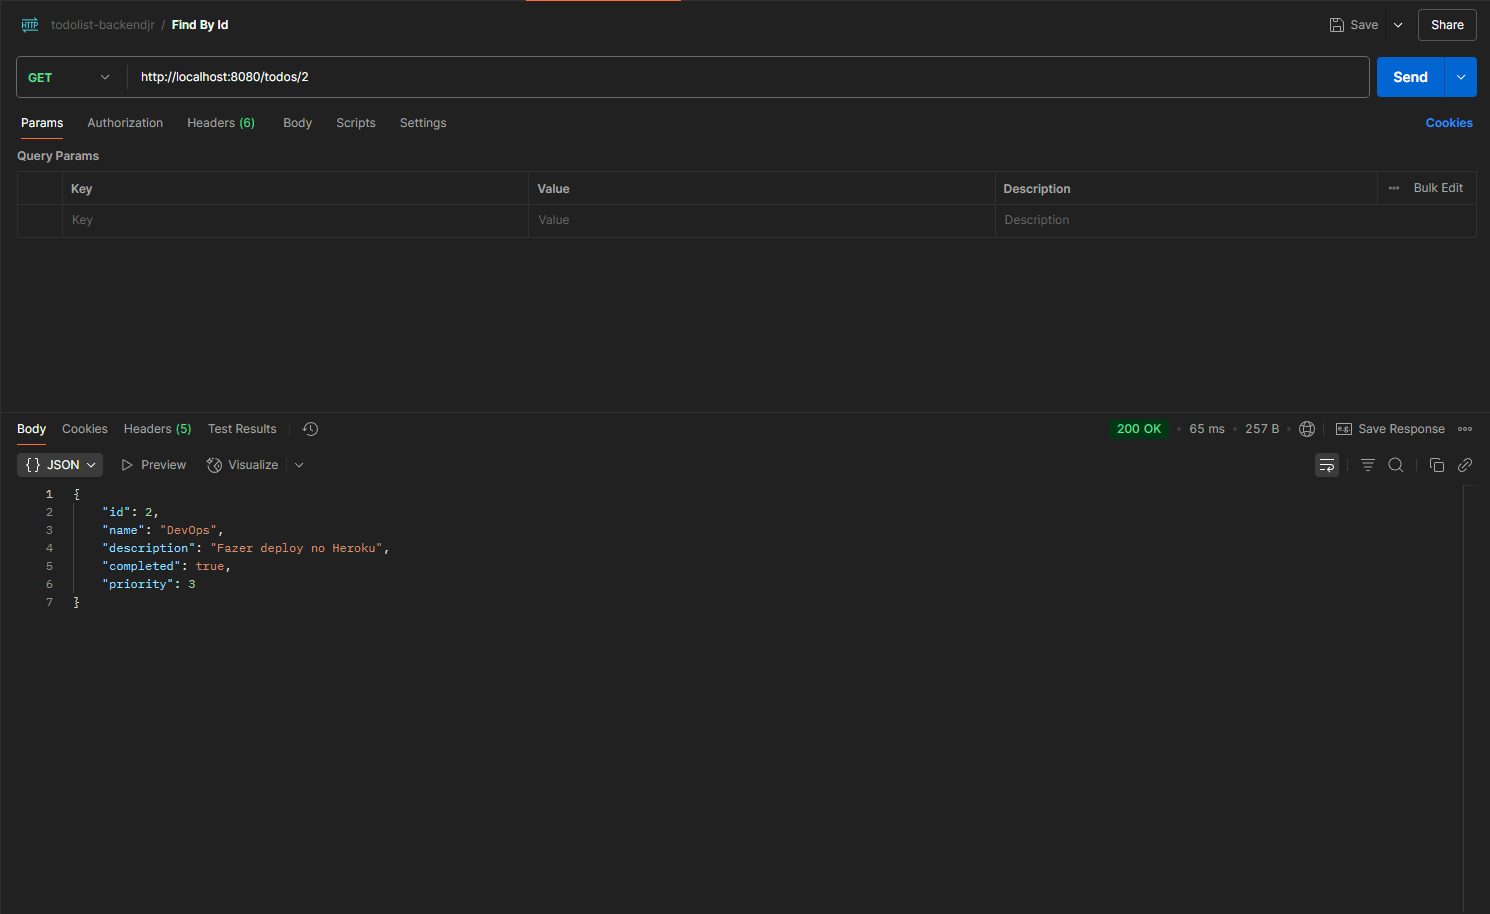 HTTP todolist-backendjr / Find By Id Save Share
GET http://localhost:8080/todos/2 Send
Params Authorization Headers (6) Body Scripts Settings Cookies
Query Params
Key Value Description Bulk Edit
Key Value Description
Body Cookies Headers (5) Test Results 200 OK • 65 ms • 257 B • e.g. Save Response
{} JSON Preview Visualize
1 {
2 "id": 2,
3 "name": "DevOps",
4 "description": "Fazer deploy no Heroku",
5 "completed": true,
6 "priority": 3
7 }